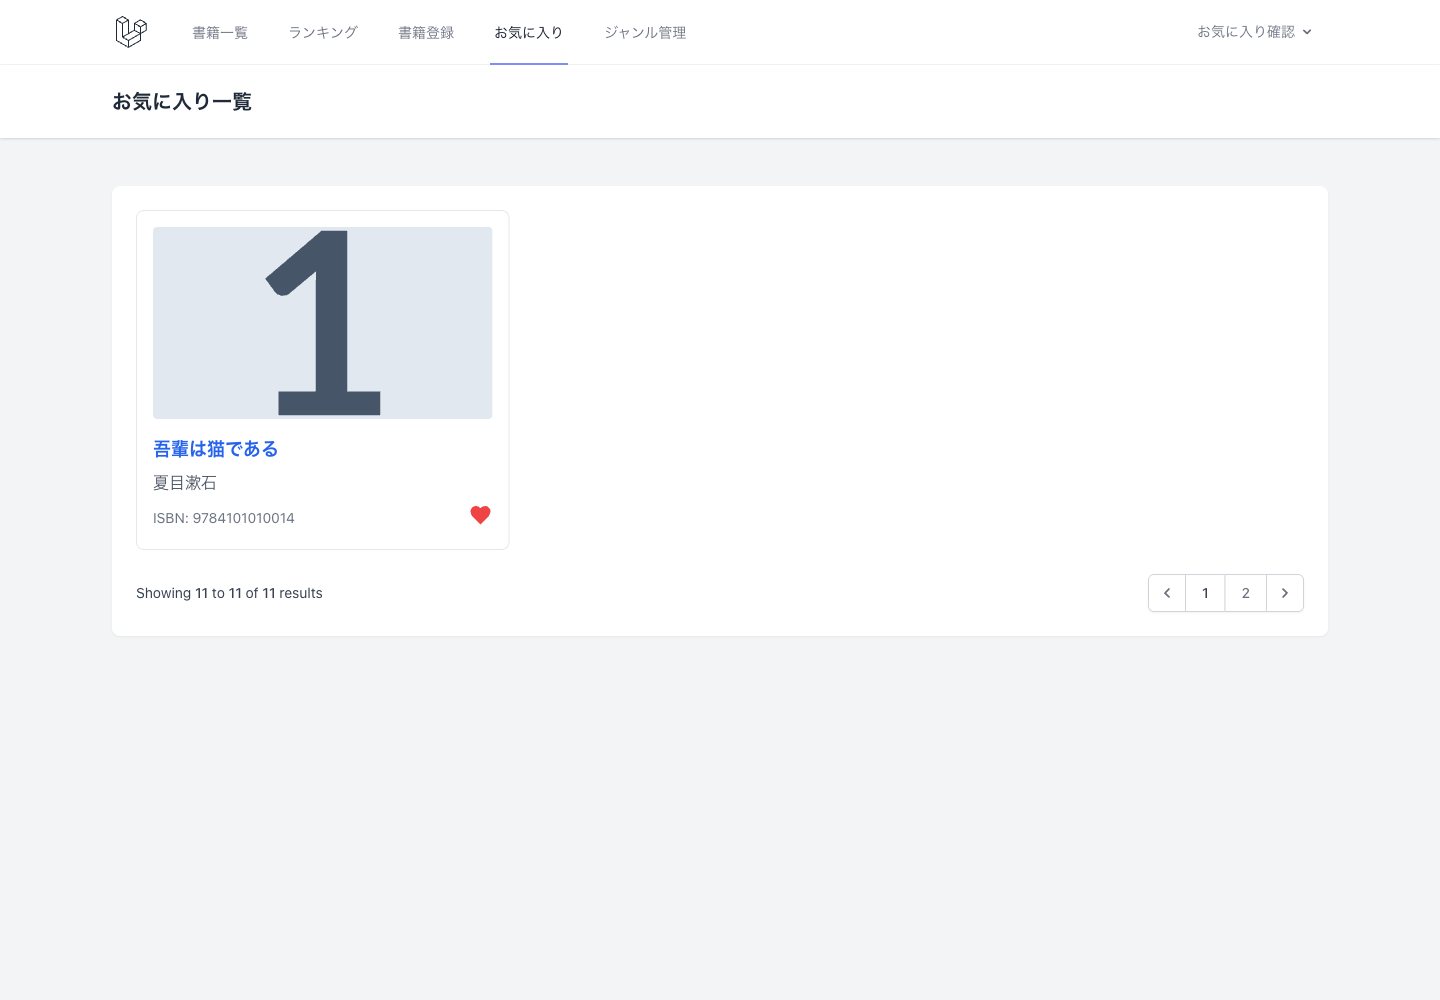 書籍一覧 ランキング 書籍登録 お気に入り ジャンル管理 お気に入り確認
お気に入り一覧
1
吾輩は猫である
夏目漱石
ISBN: 9784101010014
Showing 11 to 11 of 11 results
1 2